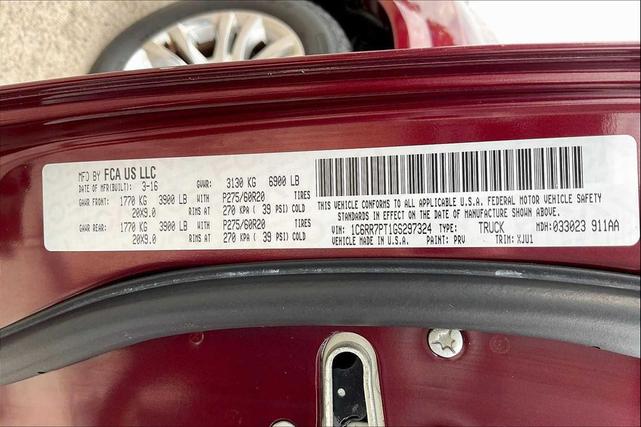 MFD BY FCA US LLC
DATE OF MFR(BUILT): 3-16 GVWR: 3130 KG 6900 LB
GAWR FRONT: 1770 KG 3900 LB WITH P275/60R20 TIRES
20X9.0 RIMS AT 270 KPA ( 39 PSI) COLD
GAWR REAR: 1770 KG 3900 LB WITH P275/60R20 TIRES
20X9.0 RIMS AT 270 KPA ( 39 PSI) COLD
THIS VEHICLE CONFORMS TO ALL APPLICABLE U.S.A. FEDERAL MOTOR VEHICLE SAFETY
STANDARDS IN EFFECT ON THE DATE OF MANUFACTURE SHOWN ABOVE.
VIN: 1C6RR7PT1GS297324 TYPE: TRUCK MDH: 033023 911AA
VEHICLE MADE IN U.S.A. PAINT: PRV TRIM: XJU1